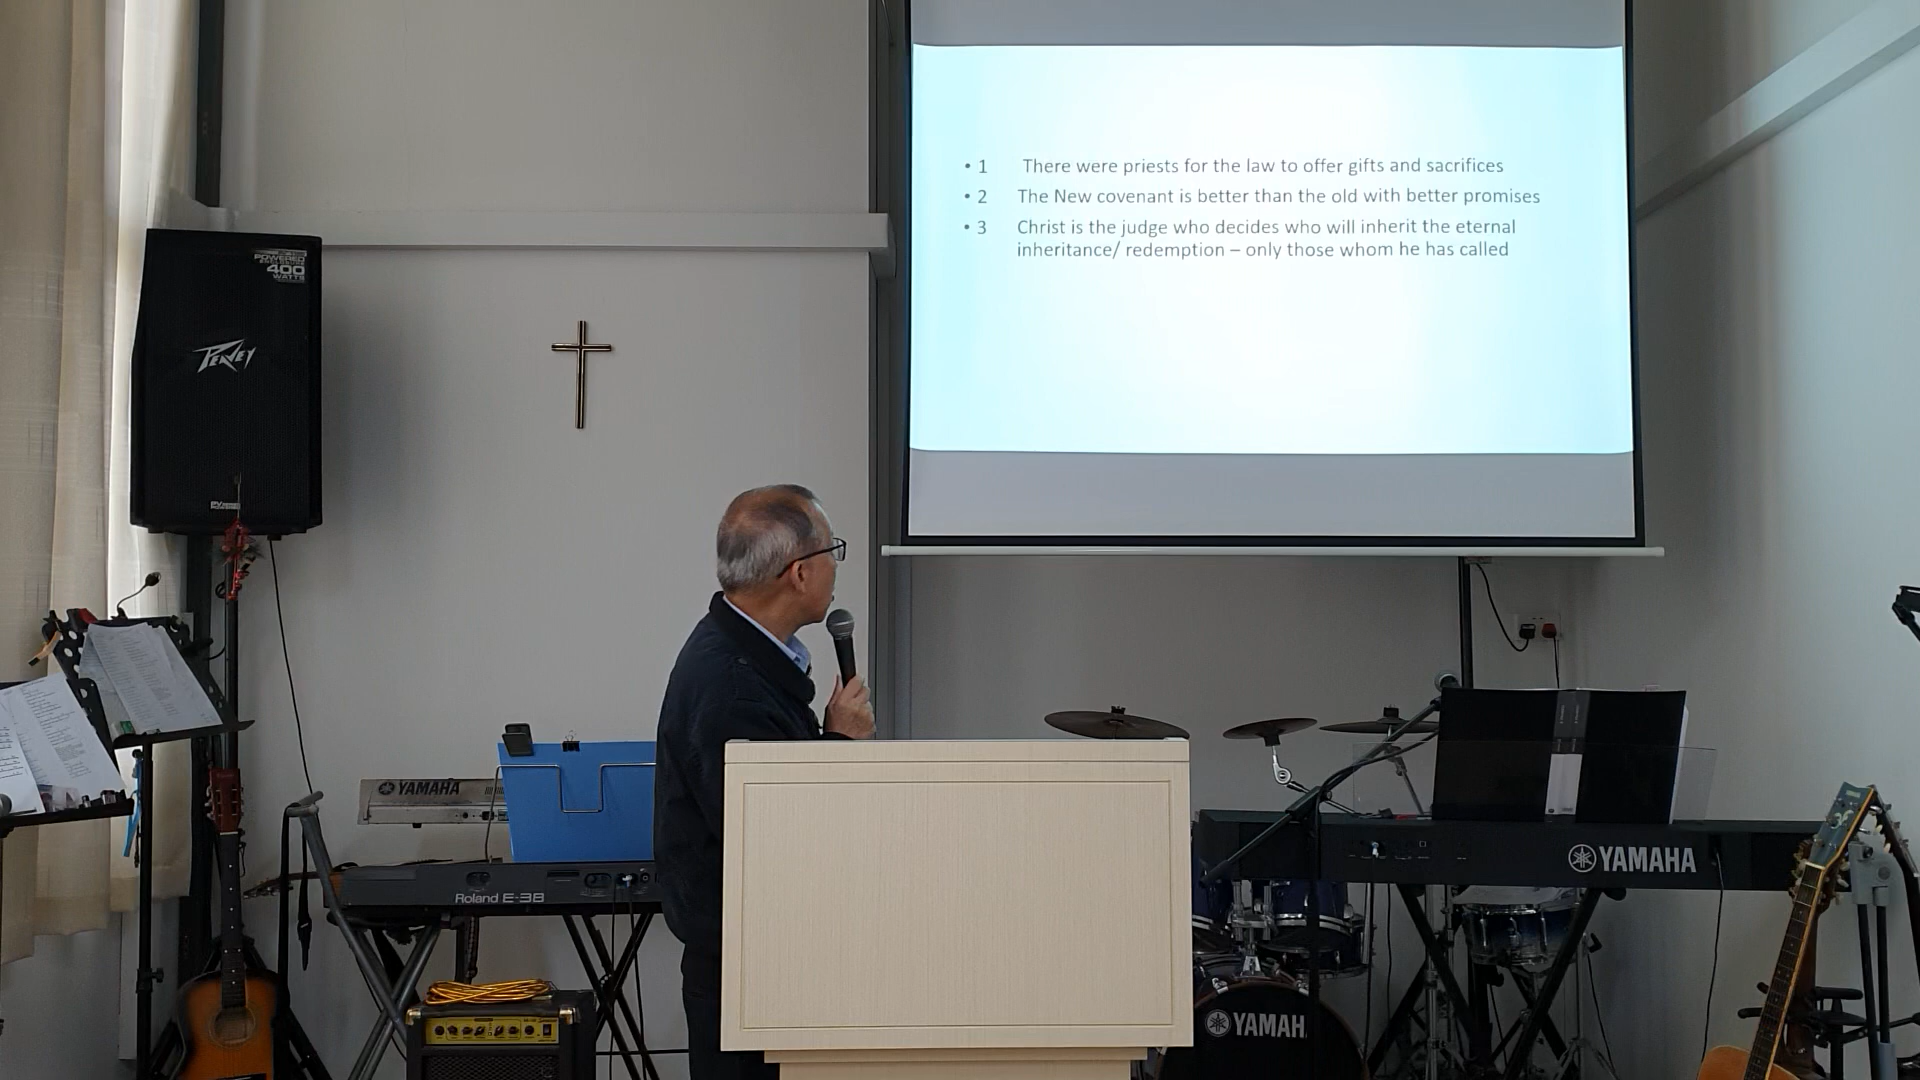 • 1 There were priests for the law to offer gifts and sacrifices
• 2 The New covenant is better than the old with better promises
• 3 Christ is the judge who decides who will inherit the eternal
inheritance/ redemption – only those whom he has called
POWERED
400
WATTS
PEAVEY
YAMAHA
Roland E-38
YAMAHA
YAMAH